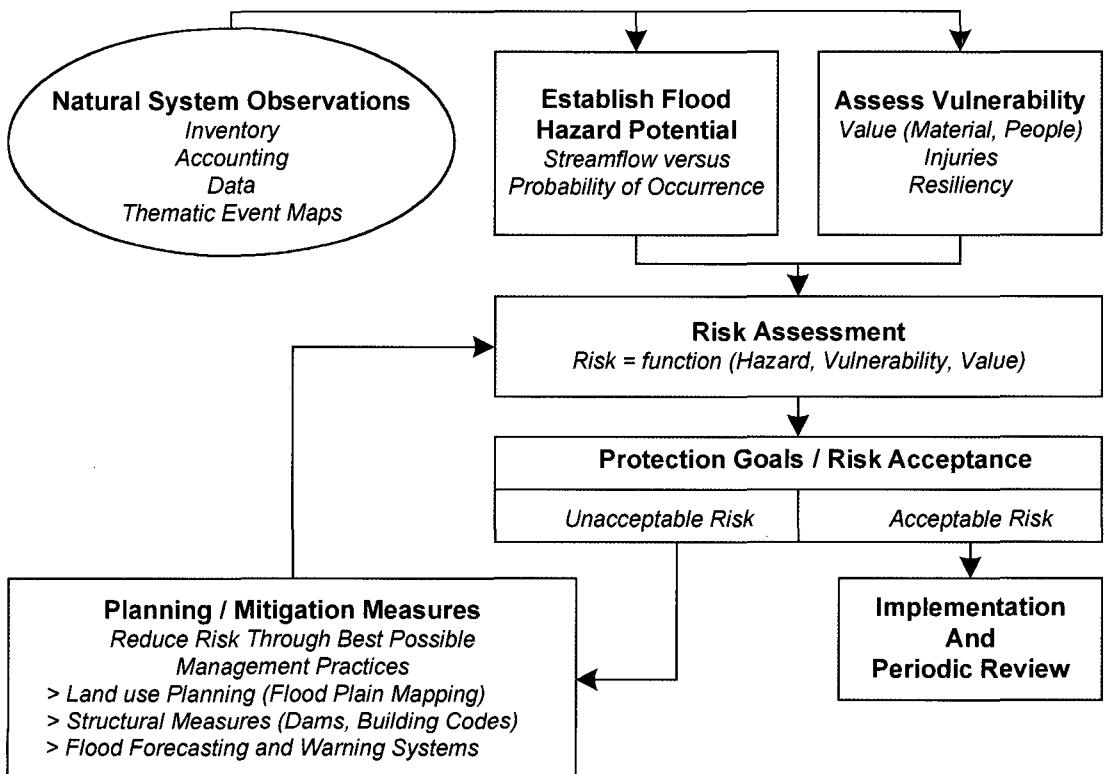 Natural System Observations
Inventory
Accounting
Data
Thematic Event Maps
Establish Flood
Hazard Potential
Streamflow versus
Probability of Occurrence
Assess Vulnerability
Value (Material, People)
Injuries
Resiliency
Risk Assessment
Risk = function (Hazard, Vulnerability, Value)
Protection Goals / Risk Acceptance
Unacceptable Risk
Acceptable Risk
Planning / Mitigation Measures
Reduce Risk Through Best Possible
Management Practices
> Land use Planning (Flood Plain Mapping)
> Structural Measures (Dams, Building Codes)
> Flood Forecasting and Warning Systems
Implementation
And
Periodic Review